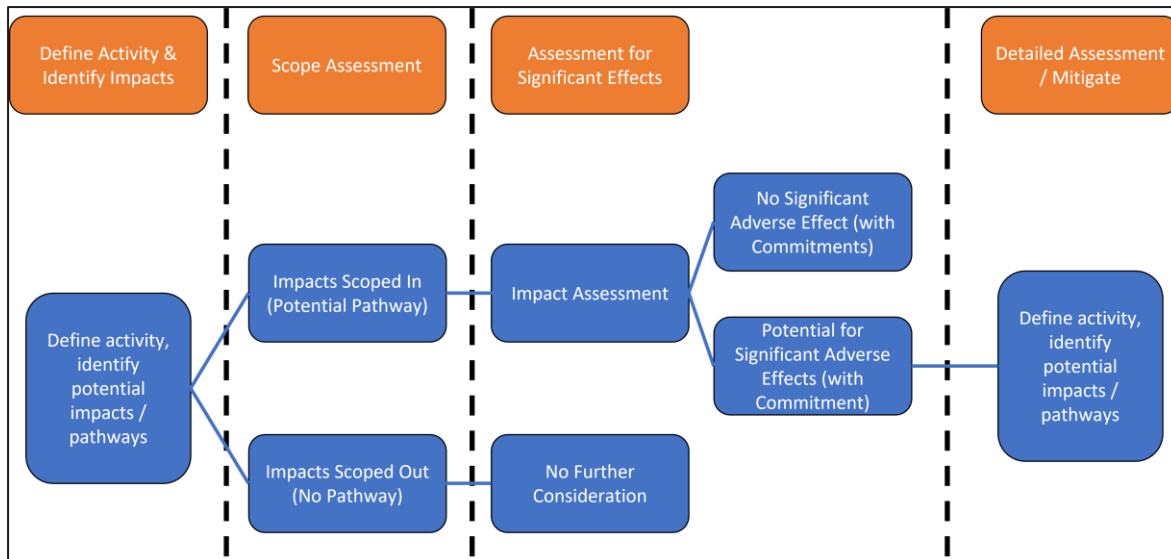 Define Activity &
Identify Impacts
Scope Assessment
Assessment for
Significant Effects
Detailed Assessment
/ Mitigate
Define activity,
identify
potential
impacts /
pathways
Impacts Scoped In
(Potential Pathway)
Impacts Scoped Out
(No Pathway)
Impact Assessment
No Further
Consideration
No Significant
Adverse Effect (with
Commitments)
Potential for
Significant Adverse
Effects (with
Commitment)
Define activity,
identify
potential
impacts /
pathways